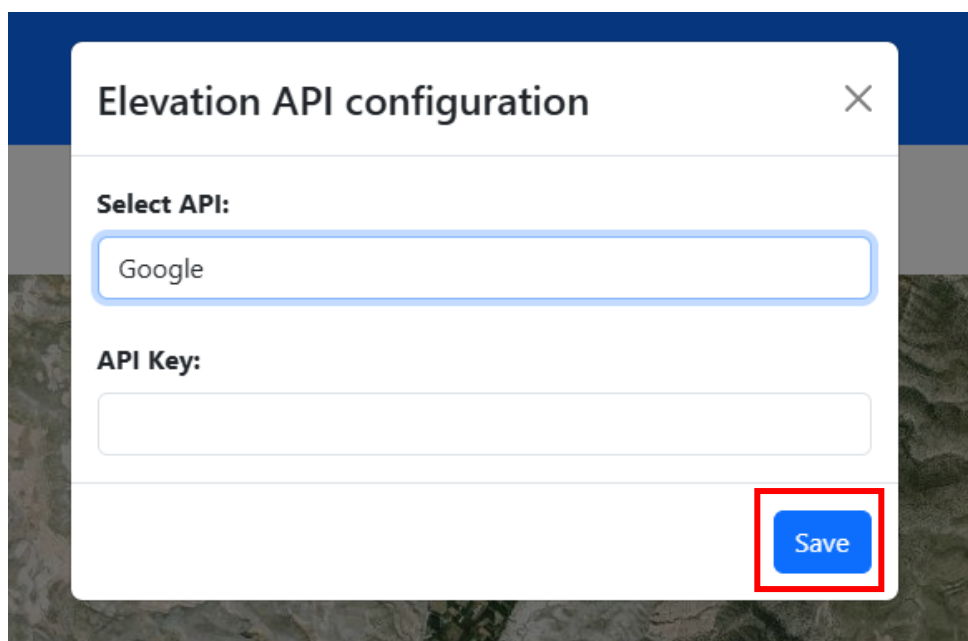 Elevation API configuration
Select API:
Google
API Key:
Save